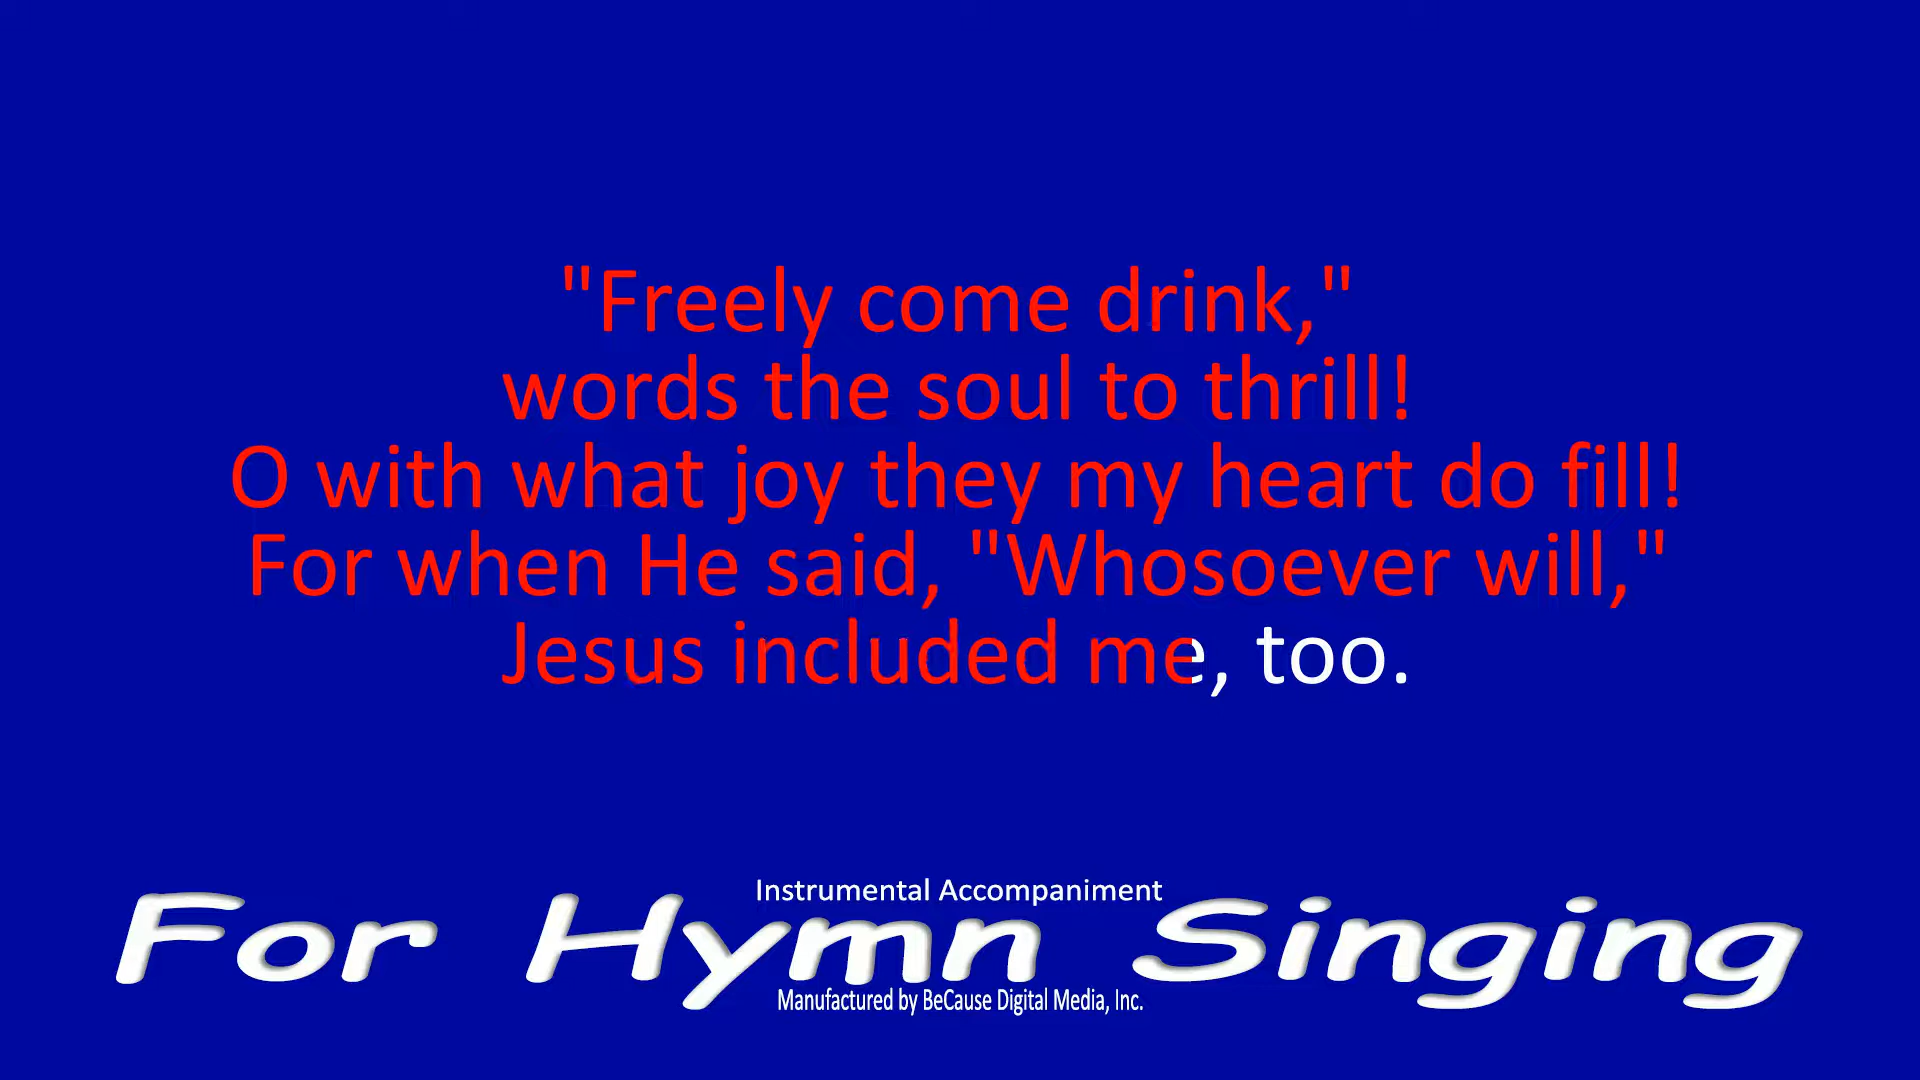 "Freely come drink,"
words the soul to thrill!
O with what joy they my heart do fill!
For when He said, "Whosoever will,"
Jesus included me, too.
Instrumental Accompaniment
For Hymn Singing
Manufactured by BeCause Digital Media, Inc.